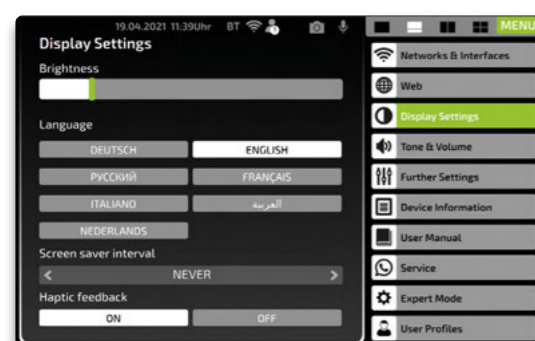 19.04.2021 11:39Uhr BT
MENU
Display Settings
Brightness
Language
DEUTSCH
ENGLISH
РУССКИЙ
FRANÇAIS
ITALIANO
العربية
NEDERLANDS
Screen saver interval
NEVER
Haptic feedback
ON
OFF
Networks & Interfaces
Web
Display Settings
Tone & Volume
Further Settings
Device Information
User Manual
Service
Expert Mode
User Profiles